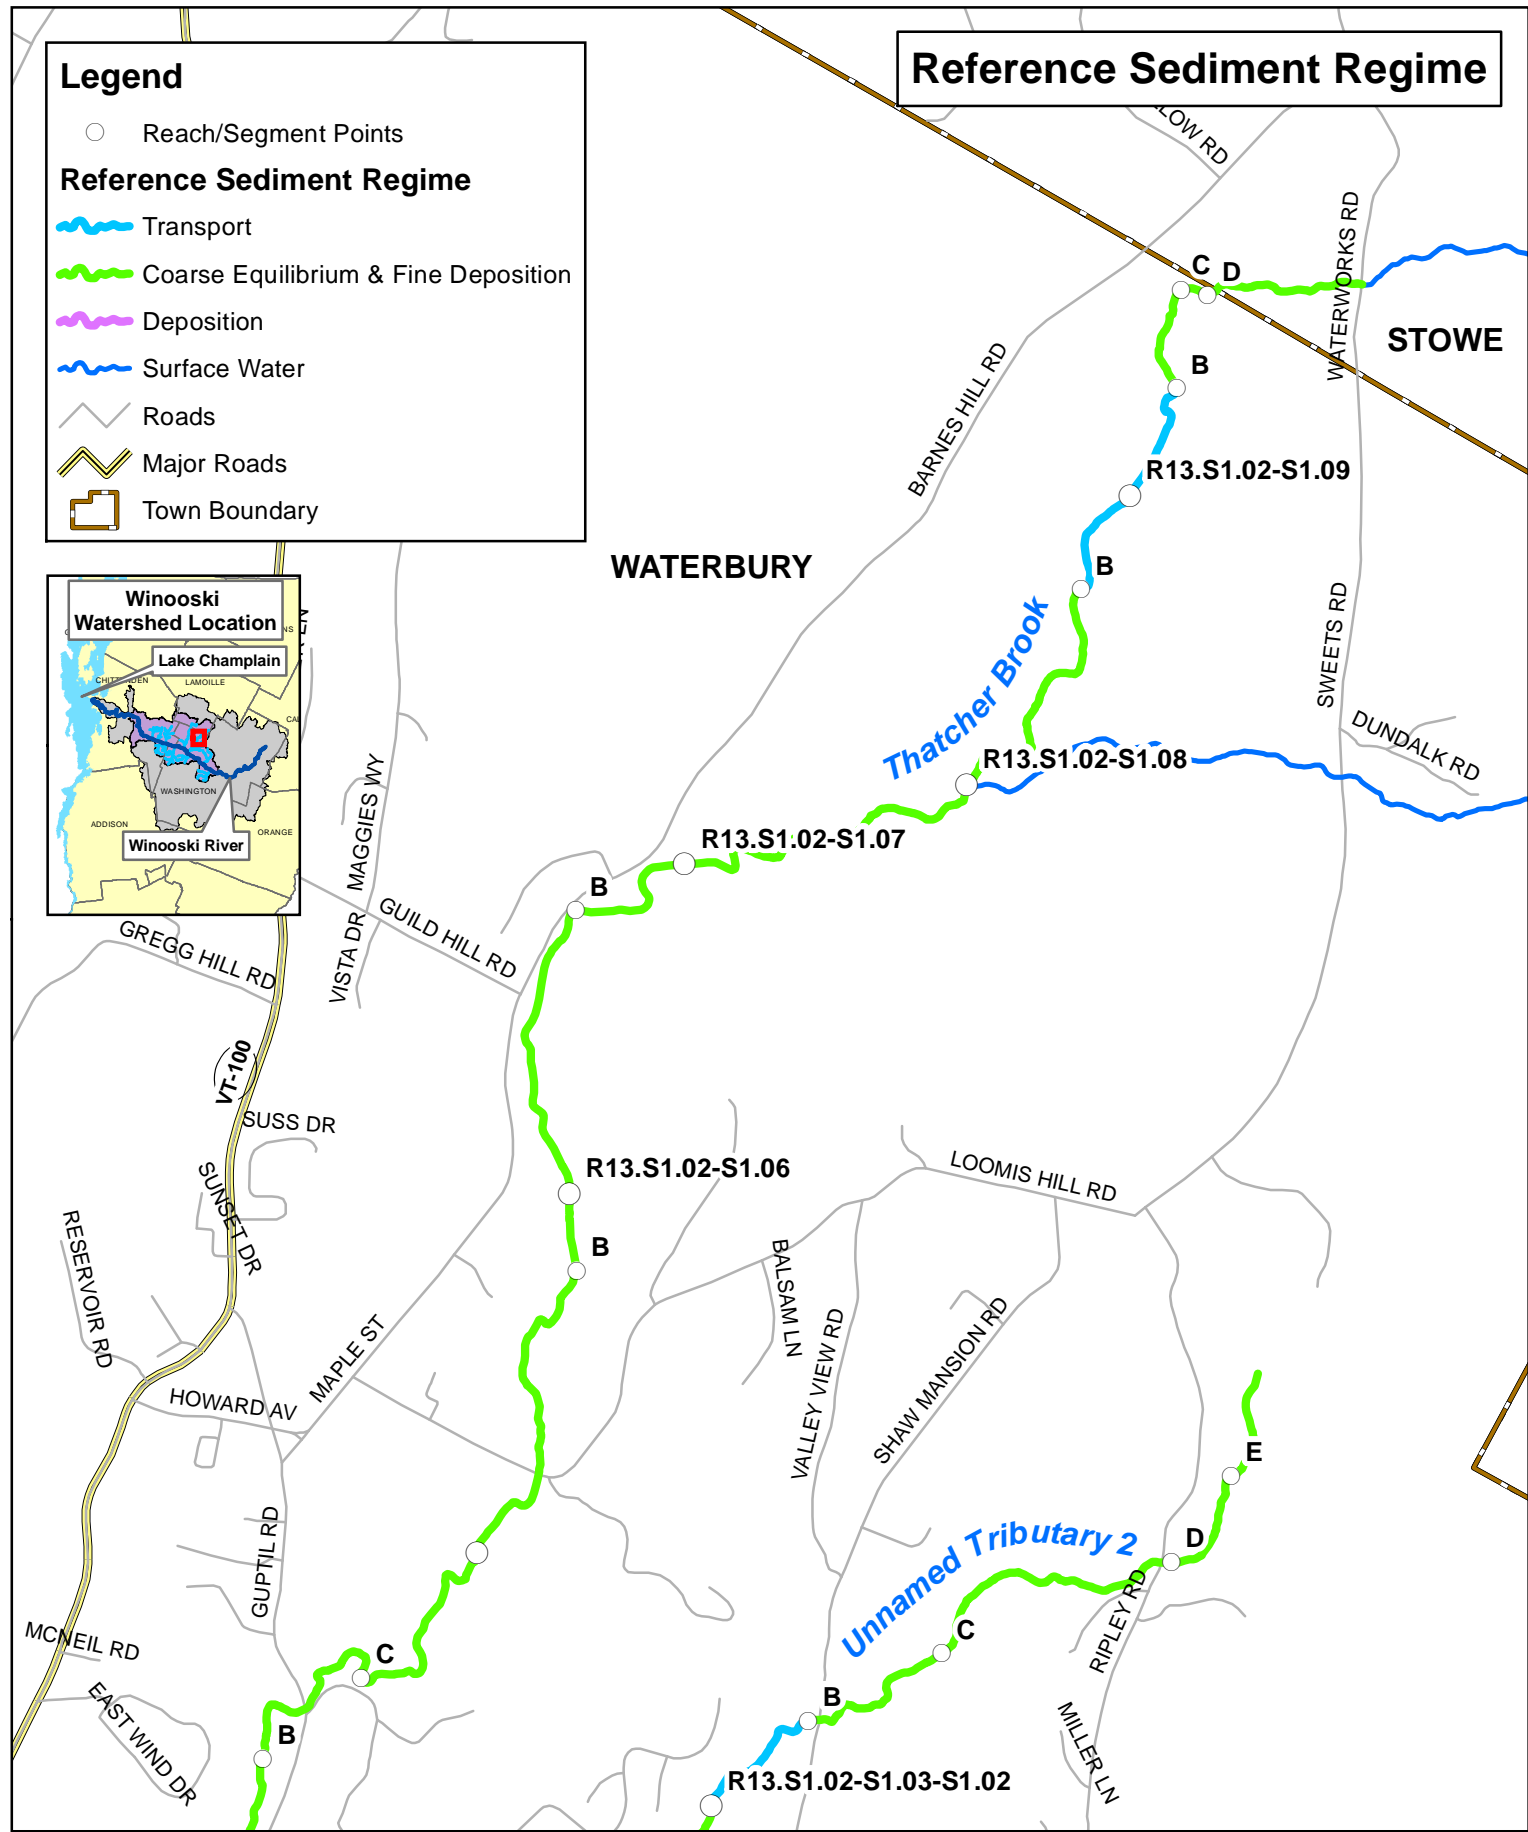 Reference Sediment Regime
Legend
Reach/Segment Points
Reference Sediment Regime
Transport
Coarse Equilibrium & Fine Deposition
Deposition
Surface Water
Roads
Major Roads
Town Boundary
Winooski
Watershed Location
Lake Champlain
CHITTENDEN
LAMOILLE
WASHINGTON
ADDISON
ORANGE
Winooski River
LOW RD
WATERWORKS RD
C
D
STOWE
B
BARNES HILL RD
R13.S1.02-S1.09
WATERBURY
B
Thatcher Brook
SWEETS RD
DUNDALK RD
R13.S1.02-S1.08
MAGGIES WY
R13.S1.02-S1.07
B
GUILD HILL RD
VISTA DR
GREGG HILL RD
VT-100
SUSS DR
SUNSET DR
R13.S1.02-S1.06
LOOMIS HILL RD
RESERVOIR RD
B
BALSAM LN
VALLEY VIEW RD
SHAW MANSION RD
MAPLE ST
HOWARD AV
E
GUPTIL RD
Unnamed Tributary 2
D
RIPLEY RD
MCNEIL RD
C
C
EAST WIND DR
B
B
MILLER LN
R13.S1.02-S1.03-S1.02